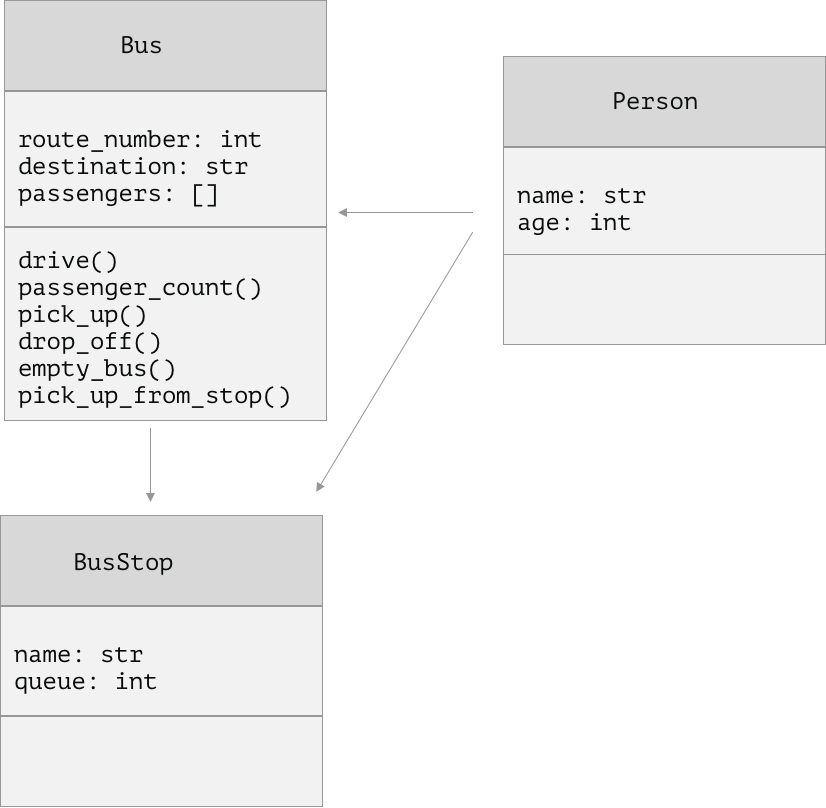 Bus
route_number: int
destination: str
passengers: []
drive()
passenger_count()
pick_up()
drop_off()
empty_bus()
pick_up_from_stop()
Person
name: str
age: int
BusStop
name: str
queue: int